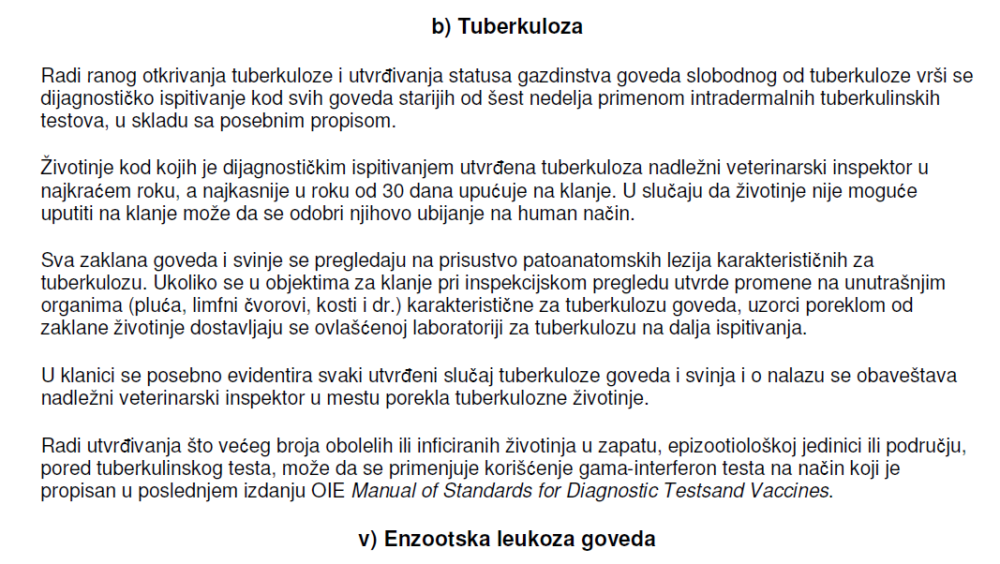 b) Tuberkuloza
Radi ranog otkrivanja tuberkuloze i utvrđivanja statusa gazdinstva goveda slobodnog od tuberkuloze vrši se
dijagnostičko ispitivanje kod svih goveda starijih od šest nedelja primenom intradermalnih tuberkulinskih
testova, u skladu sa posebnim propisom.
Životinje kod kojih je dijagnostičkim ispitivanjem utvrđena tuberkuloza nadležni veterinarski inspektor u
najkraćem roku, a najkasnije u roku od 30 dana upućuje na klanje. U slučaju da životinje nije moguće
uputiti na klanje može da se odobri njihovo ubijanje na human način.
Sva zaklana goveda i svinje se pregledaju na prisustvo patoanatomskih lezija karakterističnih za
tuberkulozu. Ukoliko se u objektima za klanje pri inspekcijskom pregledu utvrde promene na unutrašnjim
organima (pluća, limfni čvorovi, kosti i dr.) karakteristične za tuberkulozu goveda, uzorci poreklom od
zaklane životinje dostavljaju se ovlašćenoj laboratoriji za tuberkulozu na dalja ispitivanja.
U klanici se posebno evidentira svaki utvrđeni slučaj tuberkuloze goveda i svinja i o nalazu se obaveštava
nadležni veterinarski inspektor u mestu porekla tuberkulozne životinje.
Radi utvrđivanja što većeg broja obolelih ili inficiranih životinja u zapatu, epizootiološkoj jedinici ili području,
pored tuberkulinskog testa, može da se primenjuje korišćenje gama-interferon testa na način koji je
propisan u poslednjem izdanju OIE Manual of Standards for Diagnostic Testsand Vaccines.
v) Enzootska leukoza goveda